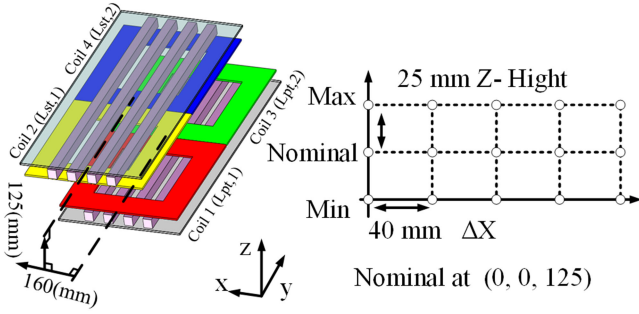 Coil 4 (Lst,2)
Coil 2 (Lst,1)
Coil 3 (Lpt,2)
Coil 1 (Lpt,1)
125(mm)
160(mm)
z
x
y
25 mm Z- Hight
Max
Nominal
Min
40 mm ΔX
Nominal at (0, 0, 125)